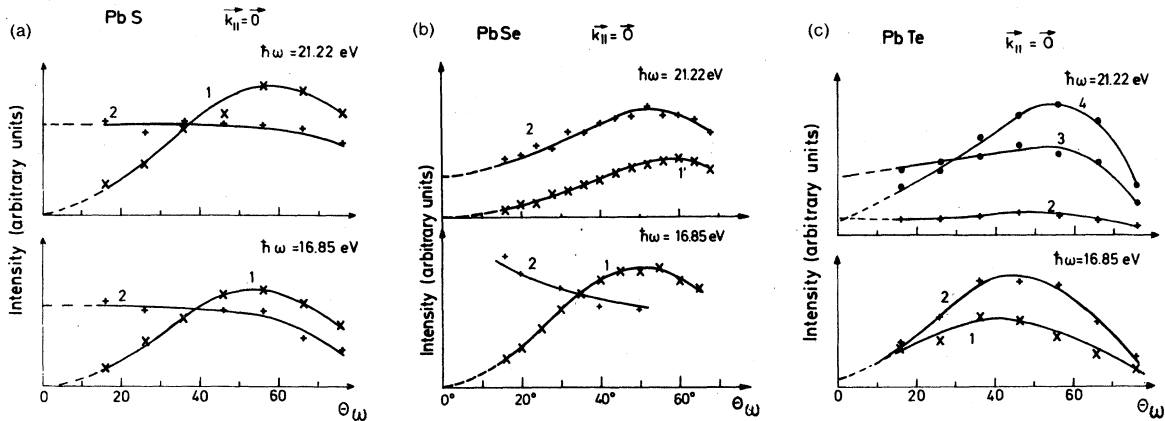 (a) Pb S k|| = 0
ħω = 21.22 eV
2 1
ħω = 16.85 eV
2 1
Intensity (arbitrary units)
0 20 40 60 Θω
(b) Pb Se k|| = 0
ħω = 21.22 eV
2
1'
ħω = 16.85 eV
2 1
Intensity (arbitrary units)
0° 20° 40° 60° Θω
(c) Pb Te k|| = 0
ħω = 21.22 eV
4
3
2
ħω = 16.85 eV
2
1
Intensity (arbitrary units)
0 20 40 60 Θω